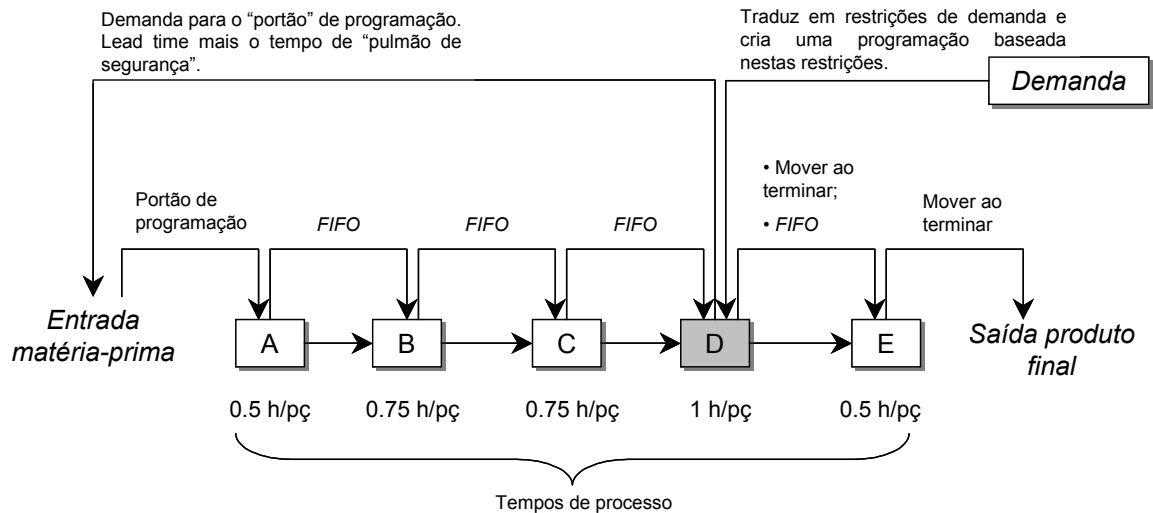 Demanda para o “portão” de programação.
Lead time mais o tempo de “pulmão de
segurança”.
Traduz em restrições de demanda e
cria uma programação baseada
nestas restrições.
Demanda
• Mover ao
terminar;
• FIFO
Portão de
programação
FIFO
FIFO
FIFO
Mover ao
terminar
Entrada
matéria-prima
A
B
C
D
E
Saída produto
final
0.5 h/pç
0.75 h/pç
0.75 h/pç
1 h/pç
0.5 h/pç
Tempos de processo